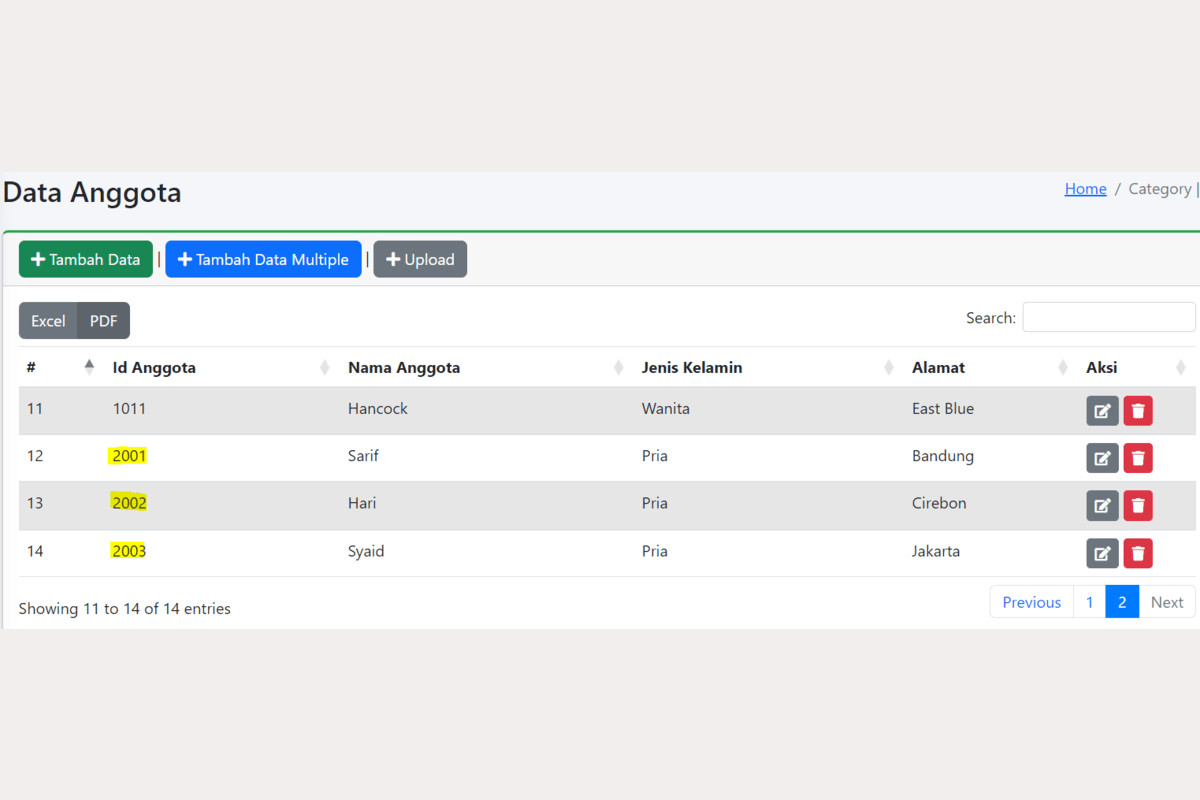 Data Anggota
Home / Category |
Tambah Data | Tambah Data Multiple | Upload
Excel PDF
Search:
# Id Anggota Nama Anggota Jenis Kelamin Alamat Aksi
11 1011 Hancock Wanita East Blue
12 2001 Sarif Pria Bandung
13 2002 Hari Pria Cirebon
14 2003 Syaid Pria Jakarta
Showing 11 to 14 of 14 entries
Previous 1 2 Next